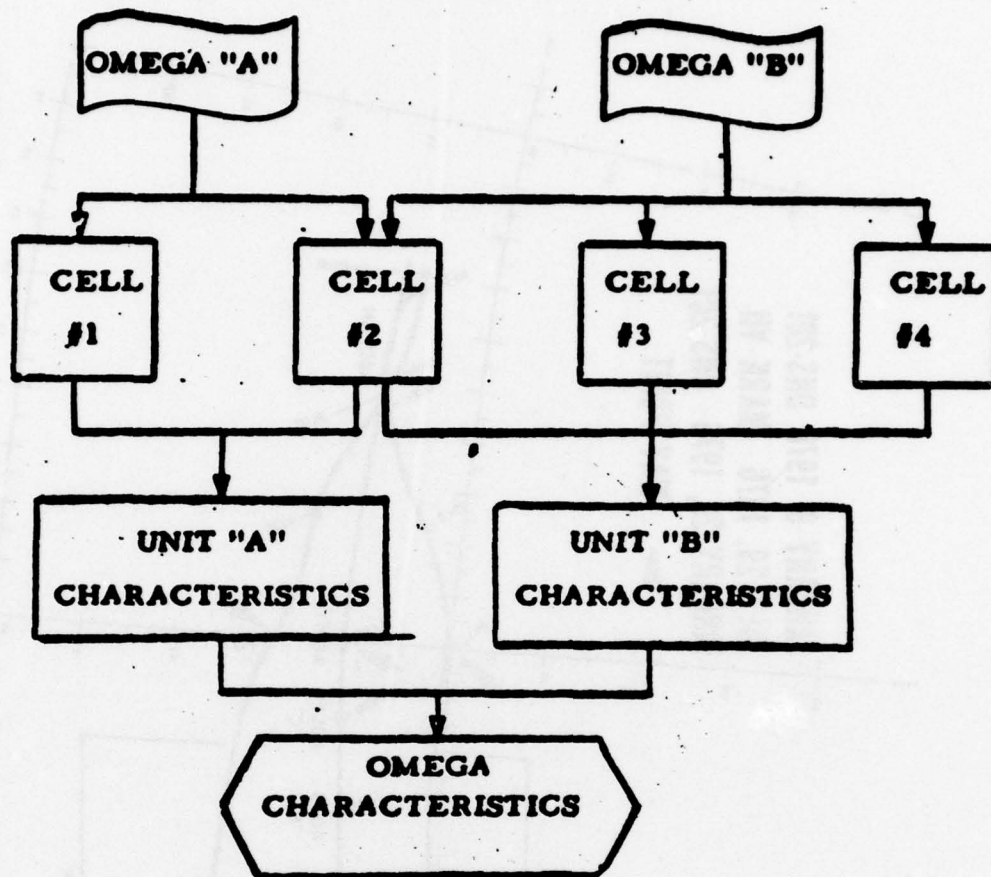 OMEGA "A"
OMEGA "B"
CELL
#1
CELL
#2
CELL
#3
CELL
#4
UNIT "A"
CHARACTERISTICS
UNIT "B"
CHARACTERISTICS
OMEGA
CHARACTERISTICS